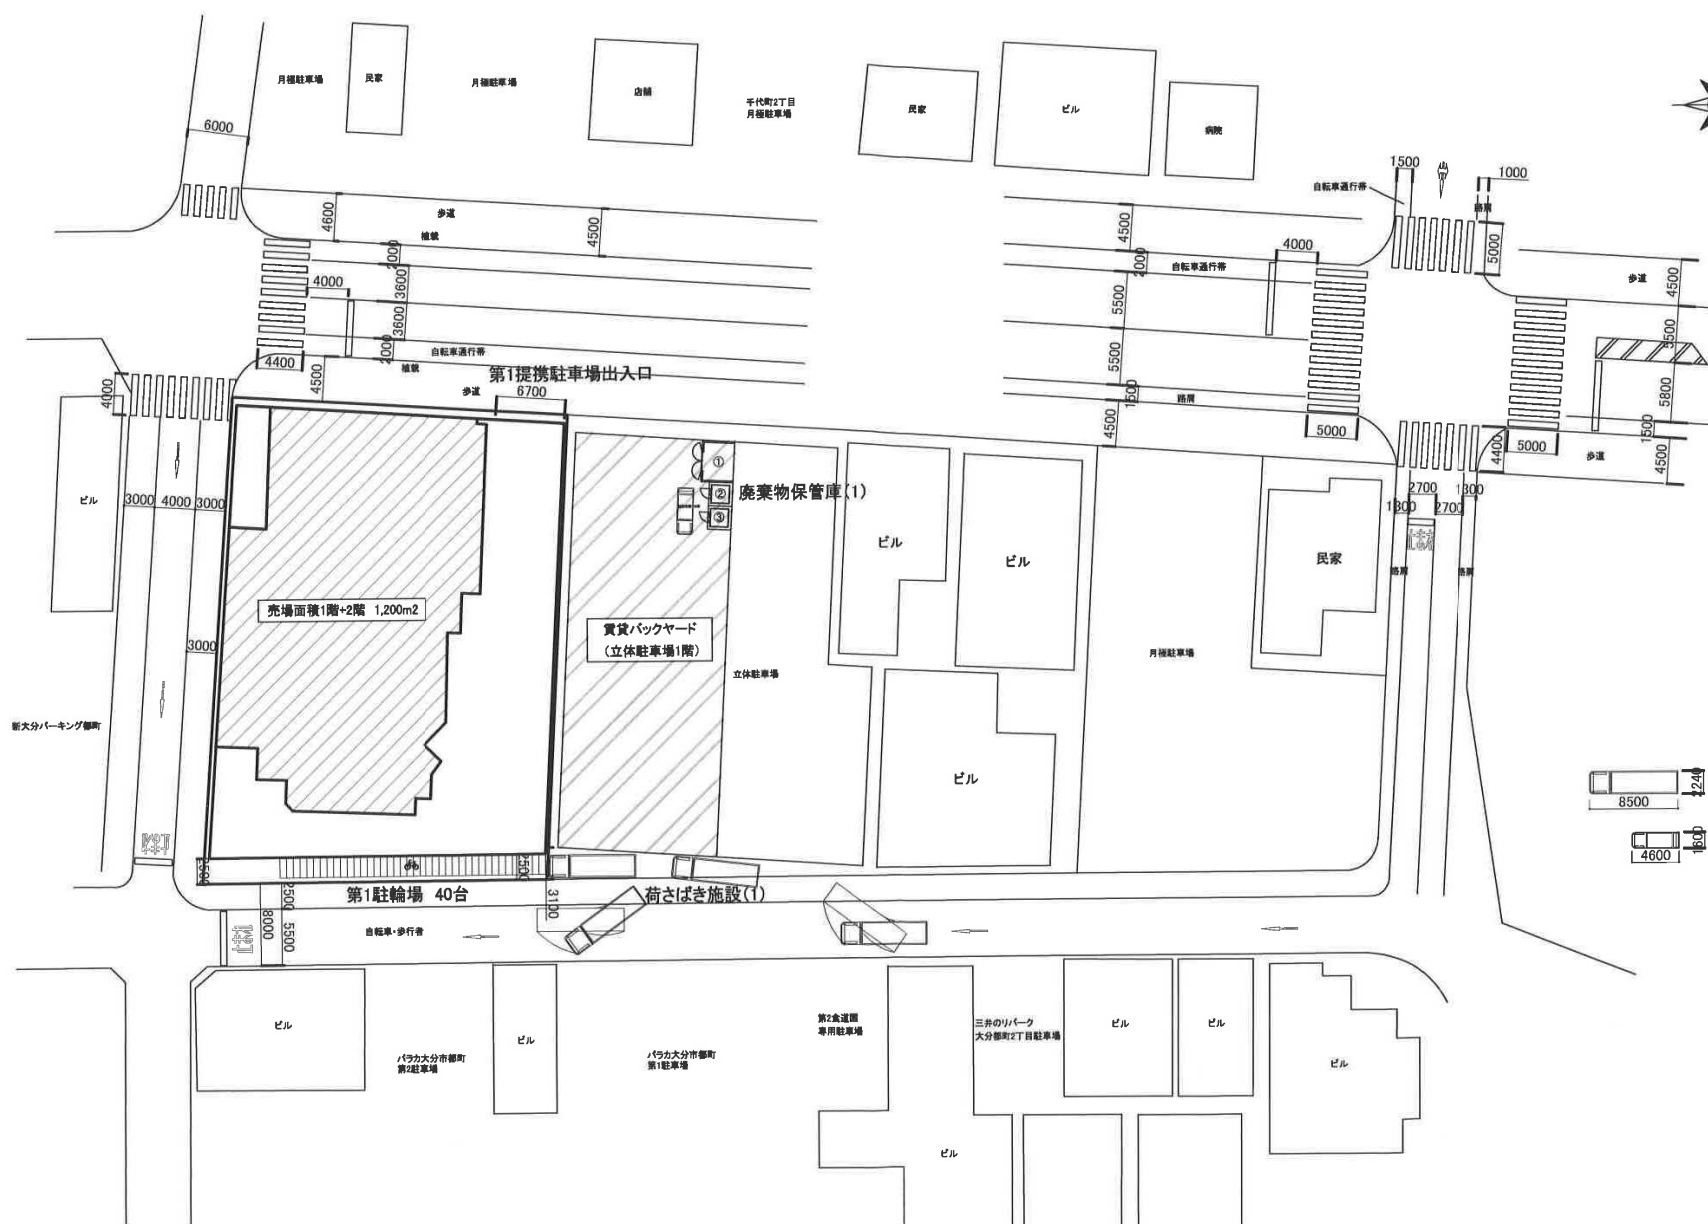 月極駐車場
民家
月極駐車場
店舗
千代町2丁目
月極駐車場
民家
ビル
病院
6000
1500
1000
自転車通行帯
路肩
4600
歩道
4500
植栽
2000
3600
4000
3600
2000
自転車通行帯
植栽
4400
4500
4000
歩道
第1提携駐車場出入口
6700
4500
2000
自転車通行帯
4000
5000
歩道
4500
5500
5500
5500
1500
4500
路肩
5800
1500
4500
5000
4400
5000
歩道
ビル
3000
4000
3000
①
②
③
廃棄物保管庫(1)
ビル
ビル
民家
2700
1300
1300
2700
止まれ
路肩
路肩
売場面積1階+2階 1,200m2
賃貸バックヤード
(立体駐車場1階)
3000
立体駐車場
月極駐車場
新大分パーキング都町
ビル
8500
2240
4600
1600
止まれ
2500
2500
第1駐輪場 40台
荷さばき施設(1)
3100
2500
8000
5500
止まれ
自転車・歩行者
ビル
ビル
パラカ大分市都町
第2駐車場
パラカ大分市都町
第1駐車場
第2食道園
専用駐車場
三井のリパーク
大分都町2丁目駐車場
ビル
ビル
ビル
ビル